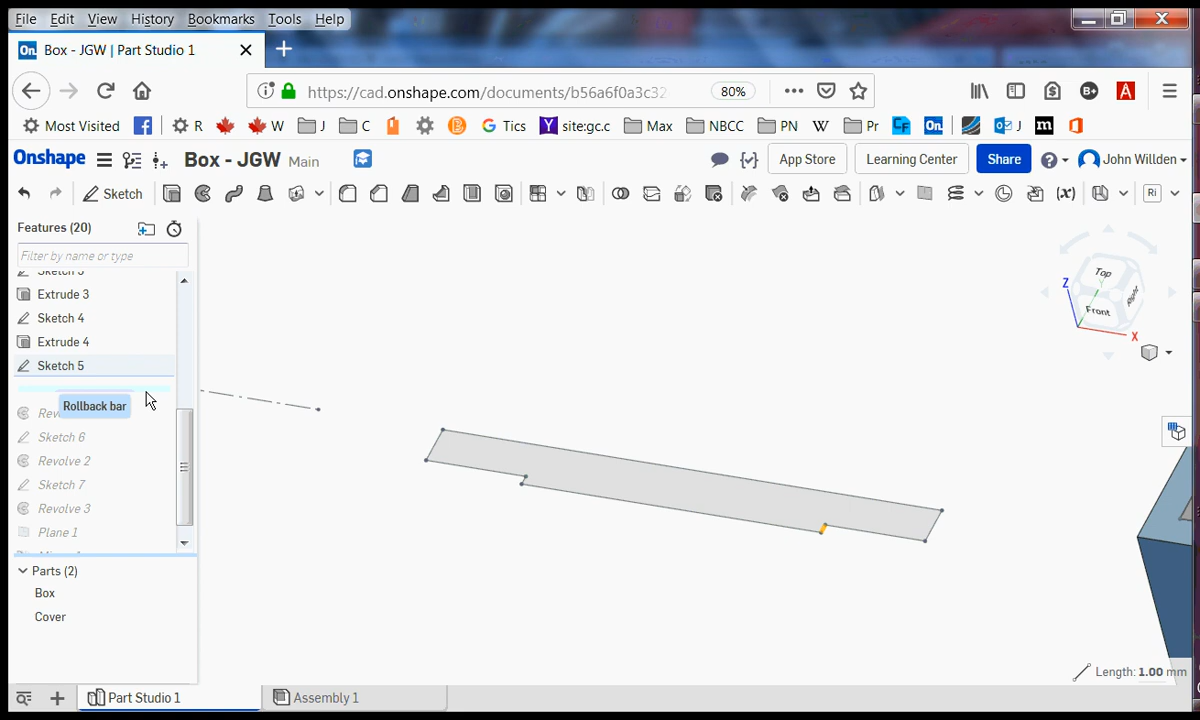 File Edit View History Bookmarks Tools Help
On Box - JGW | Part Studio 1
https://cad.onshape.com/documents/b56a6f0a3c32 80%
Most Visited R W J C Tics site:gc.c Max NBCC PN W Pr CF On J m
Onshape Box - JGW Main App Store Learning Center Share John Willden
Sketch Ri
Features (20)
Filter by name or type
Extrude 3
Sketch 4
Extrude 4
Sketch 5
Rollback bar
Sketch 6
Revolve 2
Sketch 7
Revolve 3
Plane 1
Parts (2)
Box
Cover
Top
Front
Right
Z
X
Length: 1.00 mm
Part Studio 1 Assembly 1